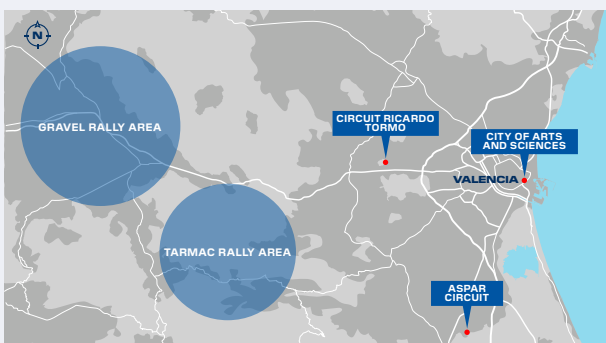 N
GRAVEL RALLY AREA
CIRCUIT RICARDO
TORMO
CITY OF ARTS
AND SCIENCES
VALENCIA
TARMAC RALLY AREA
ASPAR
CIRCUIT